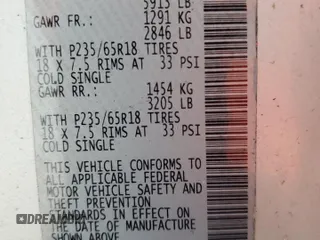 5913 LB
GAWR FR.: 1291 KG
2846 LB
WITH P235/65R18 TIRES
18 X 7.5 RIMS AT 33 PSI
COLD SINGLE
GAWR RR.: 1454 KG
3205 LB
WITH P235/65R18 TIRES
18 X 7.5 RIMS AT 33 PSI
COLD SINGLE
THIS VEHICLE CONFORMS TO
ALL APPLICABLE FEDERAL
MOTOR VEHICLE SAFETY AND
THEFT PREVENTION
STANDARDS IN EFFECT ON
THE DATE OF MANUFACTURE
SHOWN ABOVE